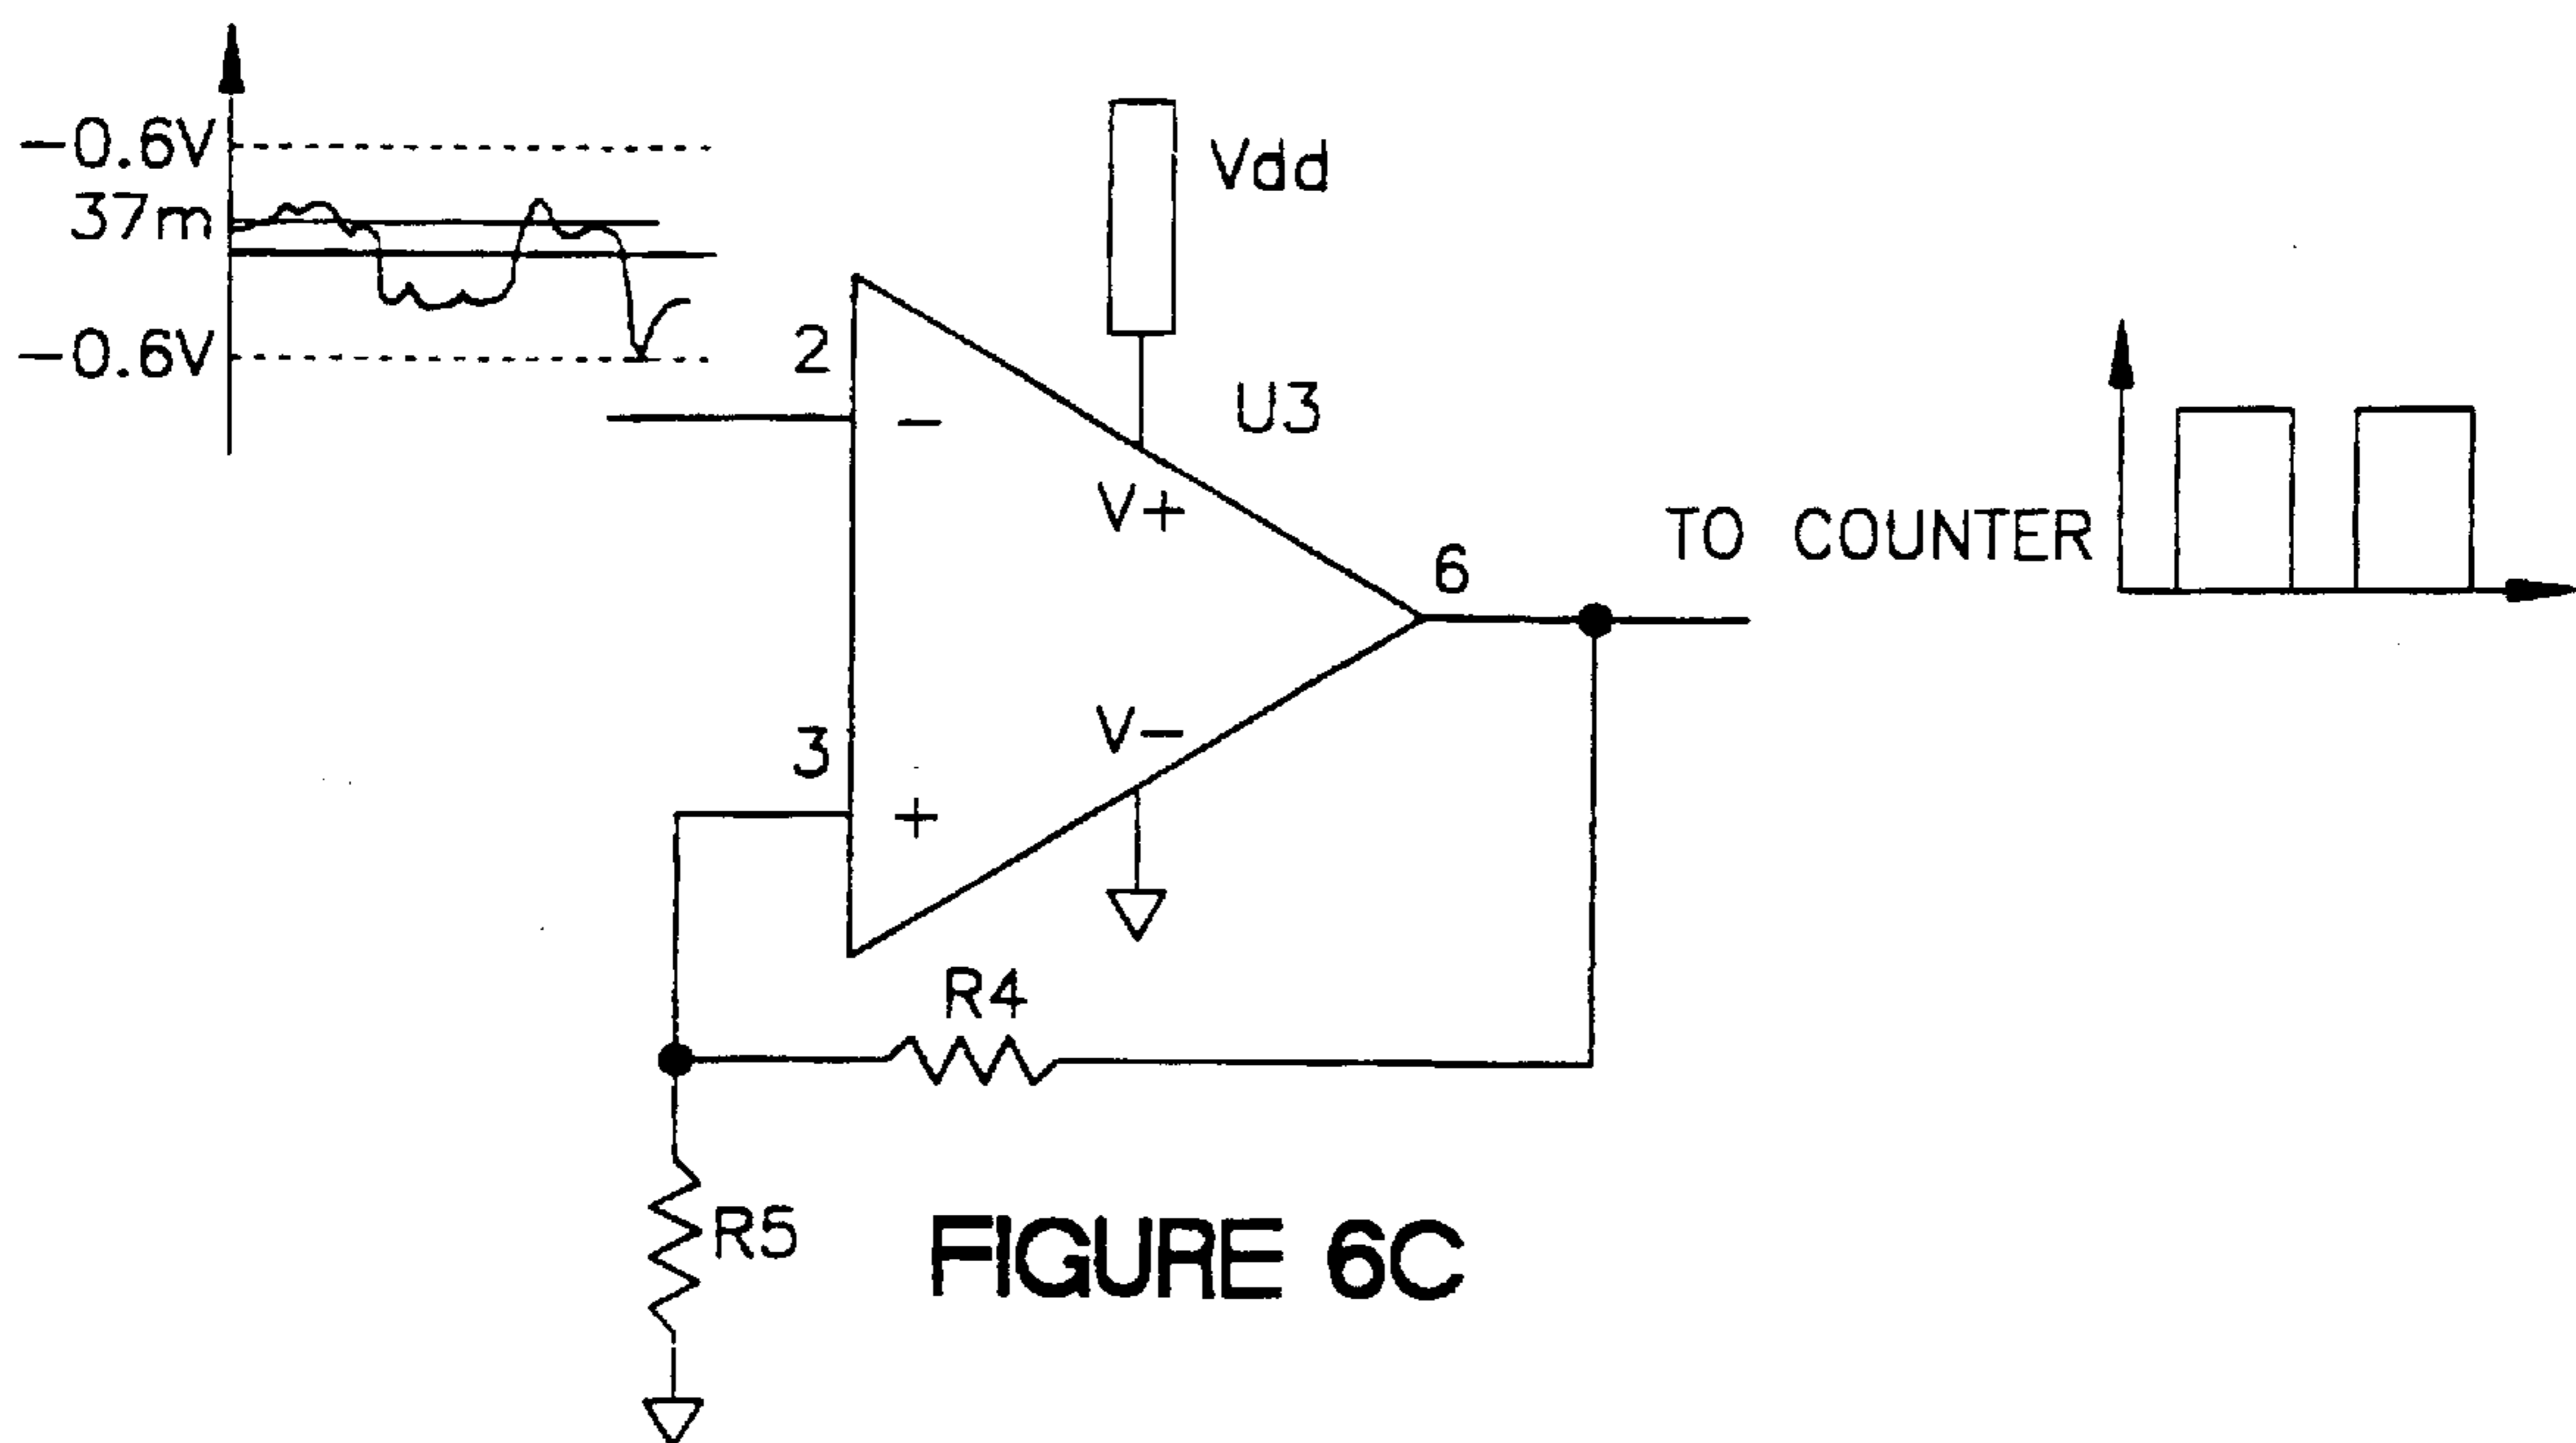 -0.6V
37m
-0.6V
Vdd
U3
2
-
V+
TO COUNTER
6
3
+
V-
R4
R5
FIGURE 6C